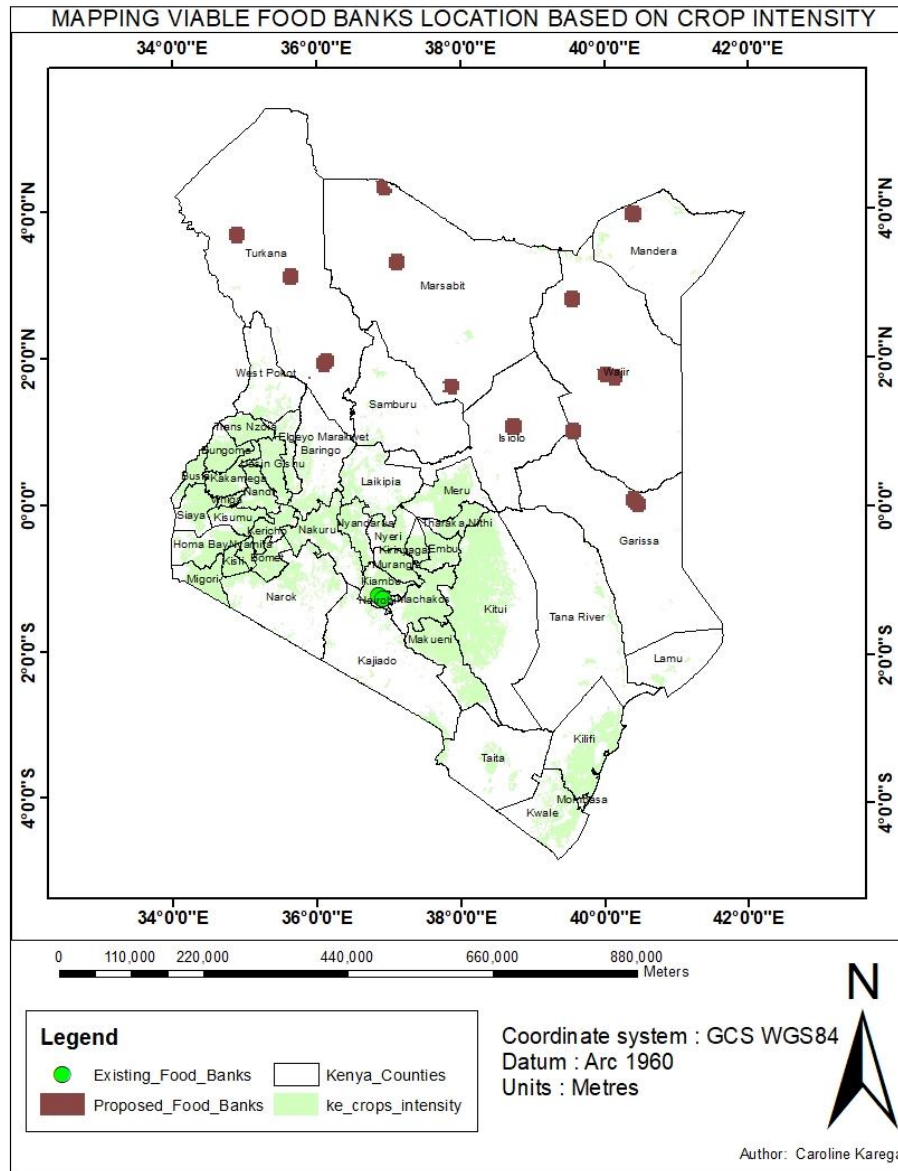 MAPPING VIABLE FOOD BANKS LOCATION BASED ON CROP INTENSITY
34°0'0"E 36°0'0"E 38°0'0"E 40°0'0"E 42°0'0"E
4°0'0"N 4°0'0"N
Mandera
Turkana
Marsabit
2°0'0"N 2°0'0"N
West Pokot Wajir
Samburu
Trans Nzoia Elgeyo Marakwet Isiolo
Bungoma Baringo
Uasin Gishu
Busia Kakamega Laikipia
Nandi Meru
Vihiga
0°0'0" 0°0'0"
Siaya Kisumu Nyandarua Tharaka Nithi
Kericho Nakuru Nyeri Garissa
Homa Bay Nyamira Kirinyaga Embu
Kisii Bomet Muranga
Migori Kiambu
Narok Nairobi Machakos Kitui Tana River
Makueni
2°0'0"S Kajiado Lamu 2°0'0"S
Kilifi
Taita
4°0'0"S Mombasa 4°0'0"S
Kwale
34°0'0"E 36°0'0"E 38°0'0"E 40°0'0"E 42°0'0"E
0 110,000 220,000 440,000 660,000 880,000
Meters
N
Legend
Existing_Food_Banks Kenya_Counties
Proposed_Food_Banks ke_crops_intensity
Coordinate system : GCS WGS84
Datum : Arc 1960
Units : Metres
Author: Caroline Karega